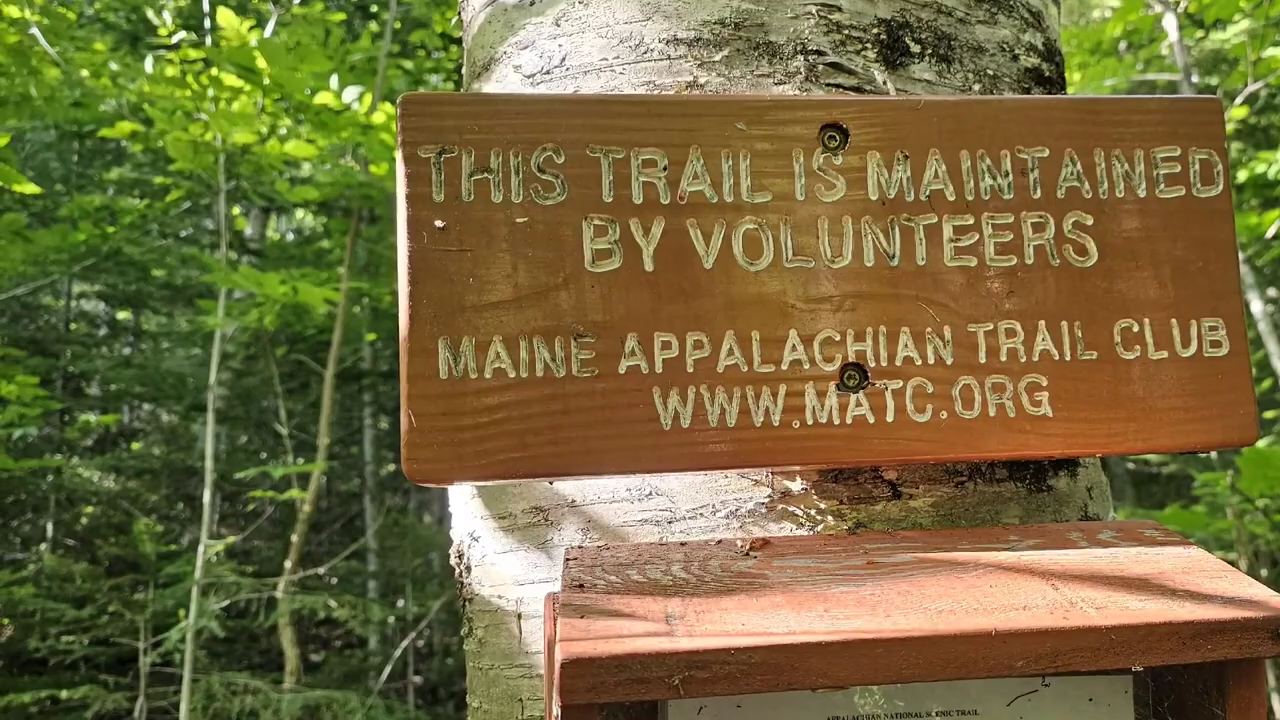 THIS TRAIL IS MAINTAINED
BY VOLUNTEERS
MAINE APPALACHIAN TRAIL CLUB
WWW.MATC.ORG
APPALACHIAN NATIONAL SCENIC TRAIL